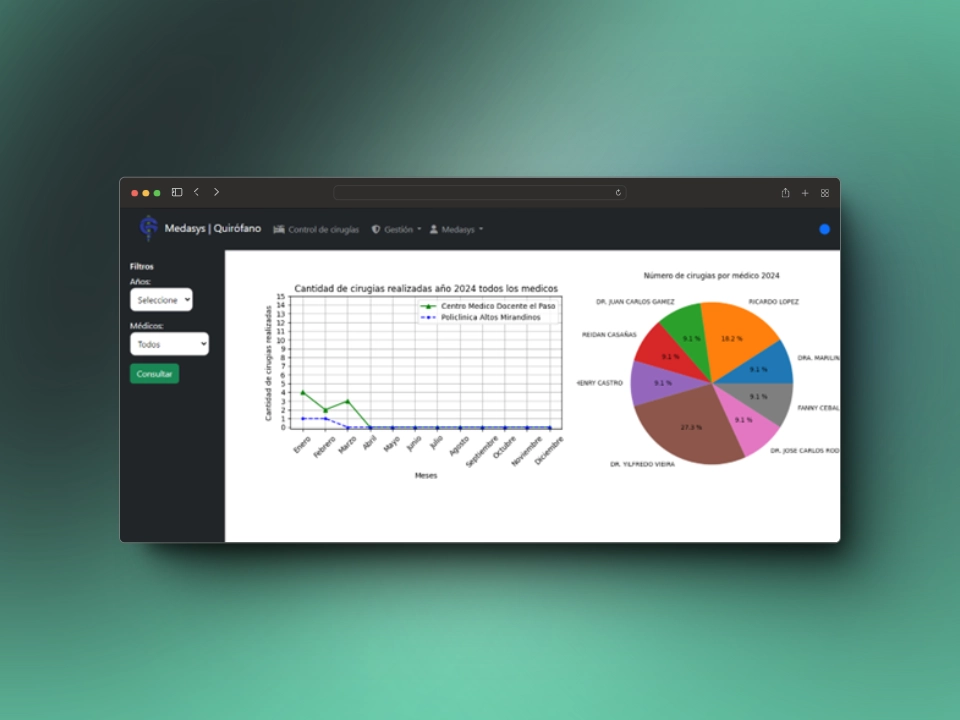 Medasys | Quirófano
Control de cirugías
Gestión
Medasys
Filtros
Años:
Seleccione
Médicos:
Todos
Consultar
Cantidad de cirugias realizadas año 2024 todos los medicos
Centro Medico Docente el Paso
Policlinica Altos Mirandinos
Cantidad de cirugias realizadas
15
14
13
12
11
10
9
8
7
6
5
4
3
2
1
0
Enero
Febrero
Marzo
Abril
Mayo
Junio
Julio
Agosto
Septiembre
Octubre
Noviembre
Diciembre
Meses
Número de cirugias por médico 2024
DR. JUAN CARLOS GAMEZ
RICARDO LOPEZ
REIDAN CASAÑAS
DRA. MARILIN
HENRY CASTRO
FANNY CEBAL
DR. JOSE CARLOS ROD
DR. YILFREDO VIEIRA
9.1 %
18.2 %
9.1 %
9.1 %
9.1 %
9.1 %
9.1 %
27.3 %